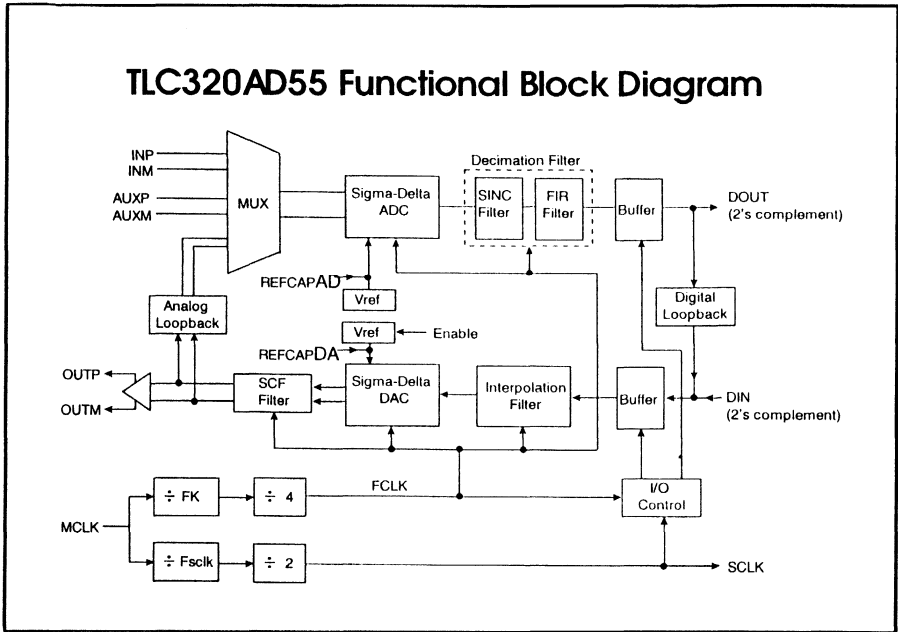 TLC320AD55 Functional Block Diagram
INP
INM
AUXP
AUXM
MUX
Sigma-Delta
ADC
Decimation Filter
SINC
Filter
FIR
Filter
Buffer
DOUT
(2's complement)
REFCAPAD
Vref
Analog
Loopback
Digital
Loopback
Vref
Enable
REFCAPDA
OUTP
OUTM
SCF
Filter
Sigma-Delta
DAC
Interpolation
Filter
Buffer
DIN
(2's complement)
MCLK
÷ FK
÷ 4
FCLK
I/O
Control
÷ Fsclk
÷ 2
SCLK